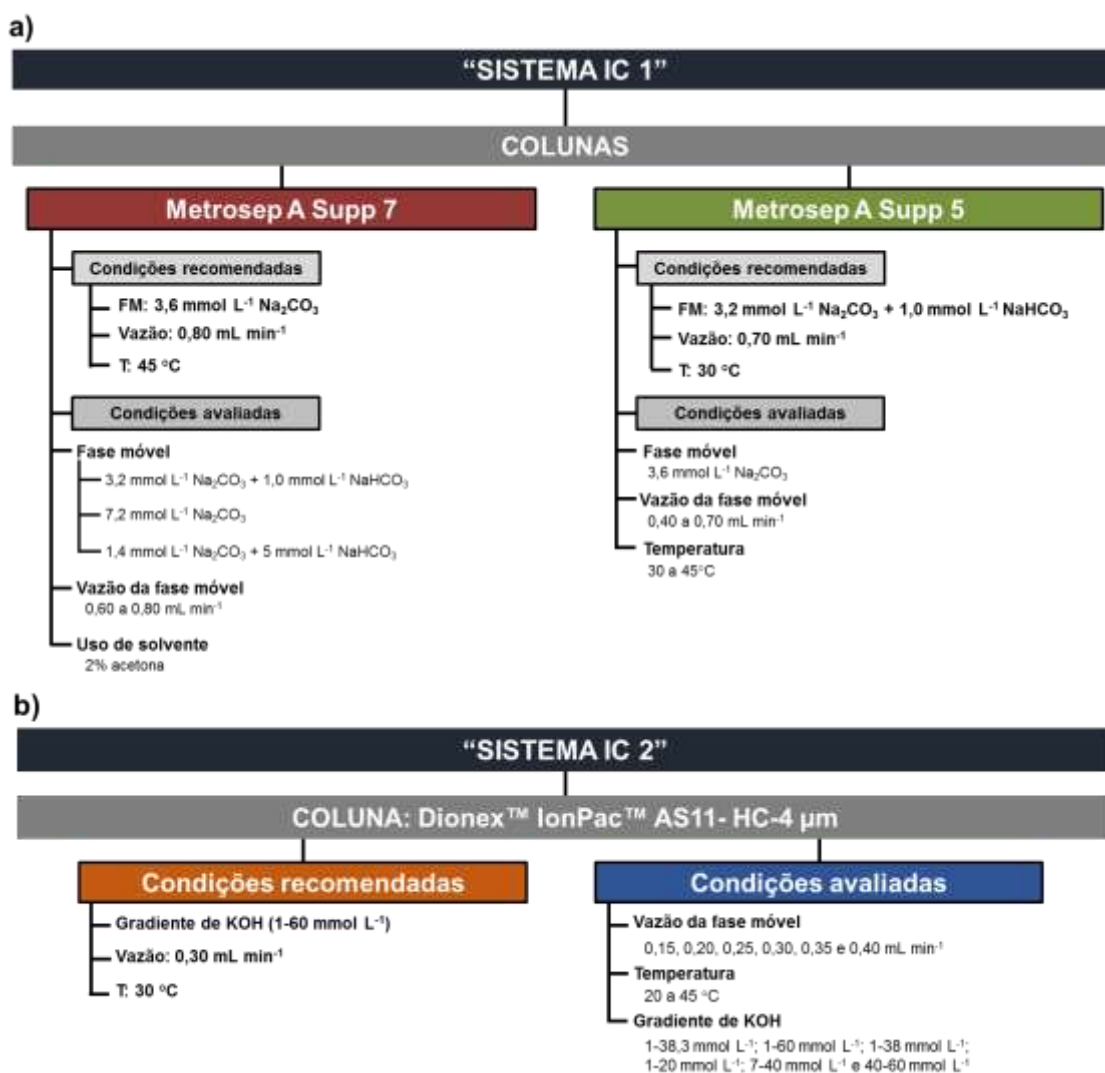 a)
“SISTEMA IC 1”
COLUNAS
Metrosep A Supp 7
Condições recomendadas
FM: 3,6 mmol L⁻¹ Na₂CO₃
Vazão: 0,80 mL min⁻¹
T: 45 °C
Condições avaliadas
Fase móvel
3,2 mmol L⁻¹ Na₂CO₃ + 1,0 mmol L⁻¹ NaHCO₃
7,2 mmol L⁻¹ Na₂CO₃
1,4 mmol L⁻¹ Na₂CO₃ + 5 mmol L⁻¹ NaHCO₃
Vazão da fase móvel
0,60 a 0,80 mL min⁻¹
Uso de solvente
2% acetona
Metrosep A Supp 5
Condições recomendadas
FM: 3,2 mmol L⁻¹ Na₂CO₃ + 1,0 mmol L⁻¹ NaHCO₃
Vazão: 0,70 mL min⁻¹
T: 30 °C
Condições avaliadas
Fase móvel
3,6 mmol L⁻¹ Na₂CO₃
Vazão da fase móvel
0,40 a 0,70 mL min⁻¹
Temperatura
30 a 45°C
b)
“SISTEMA IC 2”
COLUNA: Dionex™ IonPac™ AS11- HC-4 µm
Condições recomendadas
Gradiente de KOH (1-60 mmol L⁻¹)
Vazão: 0,30 mL min⁻¹
T: 30 °C
Condições avaliadas
Vazão da fase móvel
0,15, 0,20, 0,25, 0,30, 0,35 e 0,40 mL min⁻¹
Temperatura
20 a 45 °C
Gradiente de KOH
1-38,3 mmol L⁻¹; 1-60 mmol L⁻¹; 1-38 mmol L⁻¹;
1-20 mmol L⁻¹; 7-40 mmol L⁻¹ e 40-60 mmol L⁻¹